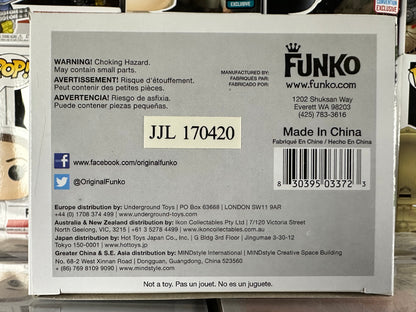 CONVENTION
EXCLUSIVE
POP!
WARNING! Choking Hazard.
May contain small parts.
AVERTISSEMENT! Risque d'étouffement.
Peut contenir des petites pièces.
ADVERTENCIA! Riesgo de asfixia.
Puede contener piezas pequeñas.
MANUFACTURED BY:
FABRIQUÉS PAR:
FABRICADO POR:
FUNKO
www.funko.com
1202 Shuksan Way
Everett WA 98203
(425) 783-3616
JJL 170420
Made In China
Fabriqué En Chine / Hecho En China
www.facebook.com/originalfunko
@OriginalFunko
8 30395 03372 3
Europe distribution by: Underground Toys | PO Box 63668 | LONDON SW11 9AR
+44 (0) 1708 374 499 | www.underground-toys.com
Australia & New Zealand distribution by: Ikon Collectables Pty Ltd / 7/120 Victoria Street
North Geelong, VIC, 3215 / +61 3 5278 4499 | www.ikoncollectables.com
Japan distribution by: Hot Toys Japan Co., Inc., | G Bldg 3rd Floor | Jingumae 3-30-12
Tokyo 150-0001 | www.hottoys.jp
Greater China & S.E. Asia distribution by: MINDstyle International | MINDstyle Creative Space Building
No. 68-2 West Xinnan Road | Dongguan, Guangdong, China 523560
+ (86) 769 8109 9090 | www.mindstyle.com
Not a toy. Pas un jouet. No es un juguete.